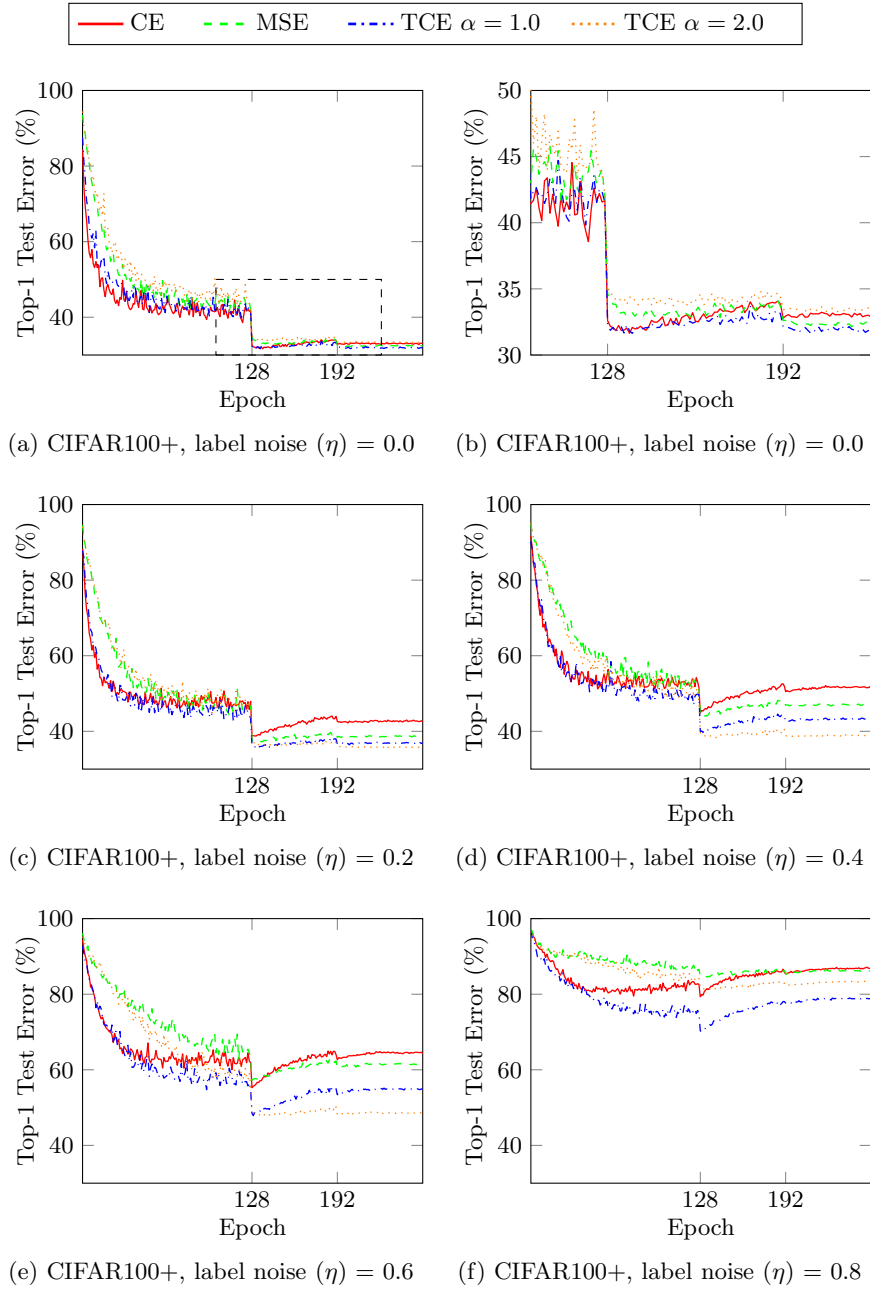 CE MSE TCE α = 1.0 TCE α = 2.0
100
80
60
40
Top-1 Test Error (%)
128 192
Epoch
(a) CIFAR100+, label noise (η) = 0.0
50
45
40
35
30
Top-1 Test Error (%)
128 192
Epoch
(b) CIFAR100+, label noise (η) = 0.0
100
80
60
40
Top-1 Test Error (%)
128 192
Epoch
(c) CIFAR100+, label noise (η) = 0.2
100
80
60
40
Top-1 Test Error (%)
128 192
Epoch
(d) CIFAR100+, label noise (η) = 0.4
100
80
60
40
Top-1 Test Error (%)
128 192
Epoch
(e) CIFAR100+, label noise (η) = 0.6
100
80
60
40
Top-1 Test Error (%)
128 192
Epoch
(f) CIFAR100+, label noise (η) = 0.8